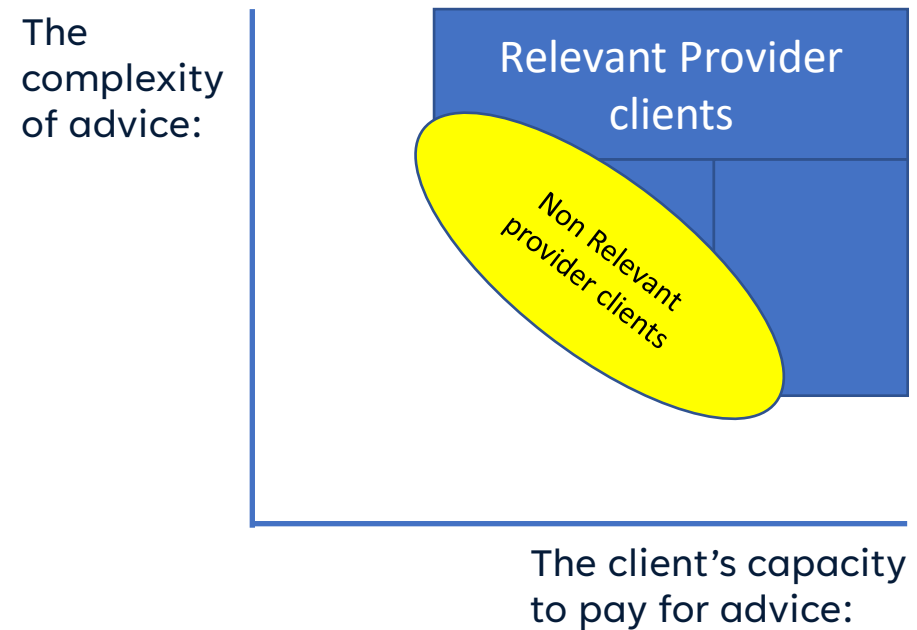 The
complexity
of advice:
Relevant Provider
clients
Non Relevant
provider clients
The client’s capacity
to pay for advice: